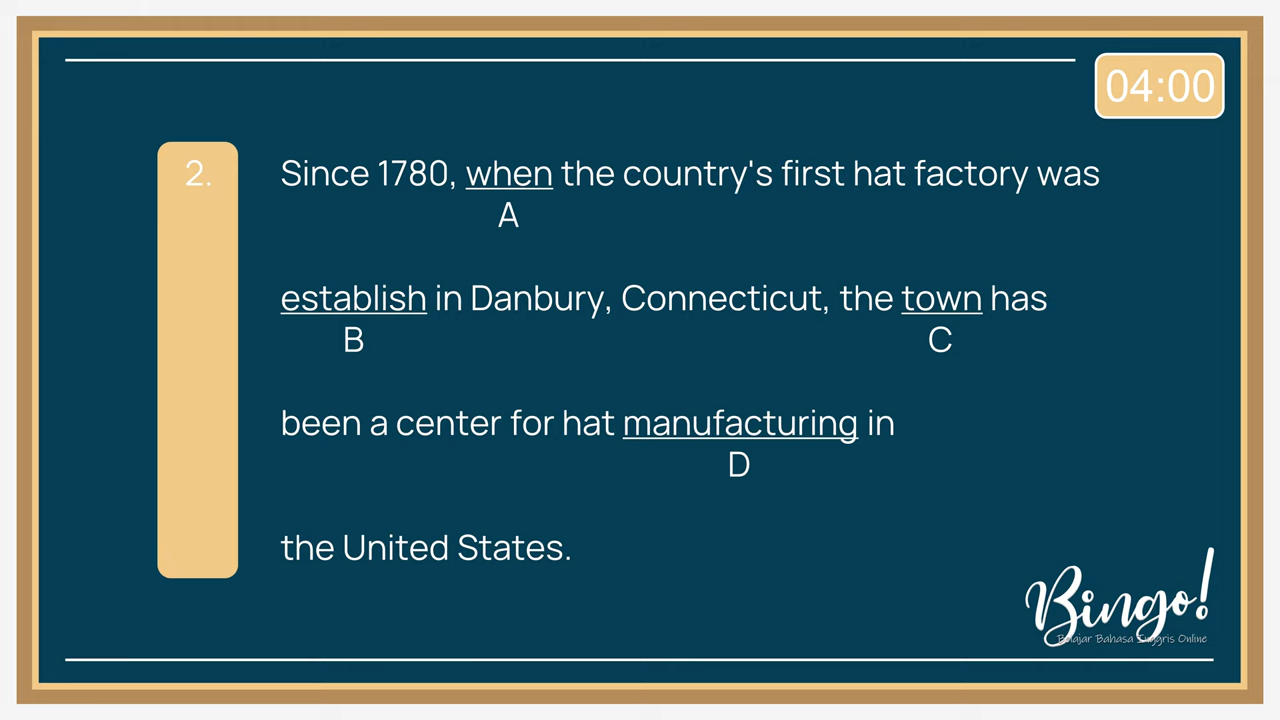 04:00
2. Since 1780, when the country's first hat factory was
A
establish in Danbury, Connecticut, the town has
B C
been a center for hat manufacturing in
D
the United States.
Bingo!
Belajar Bahasa Inggris Online